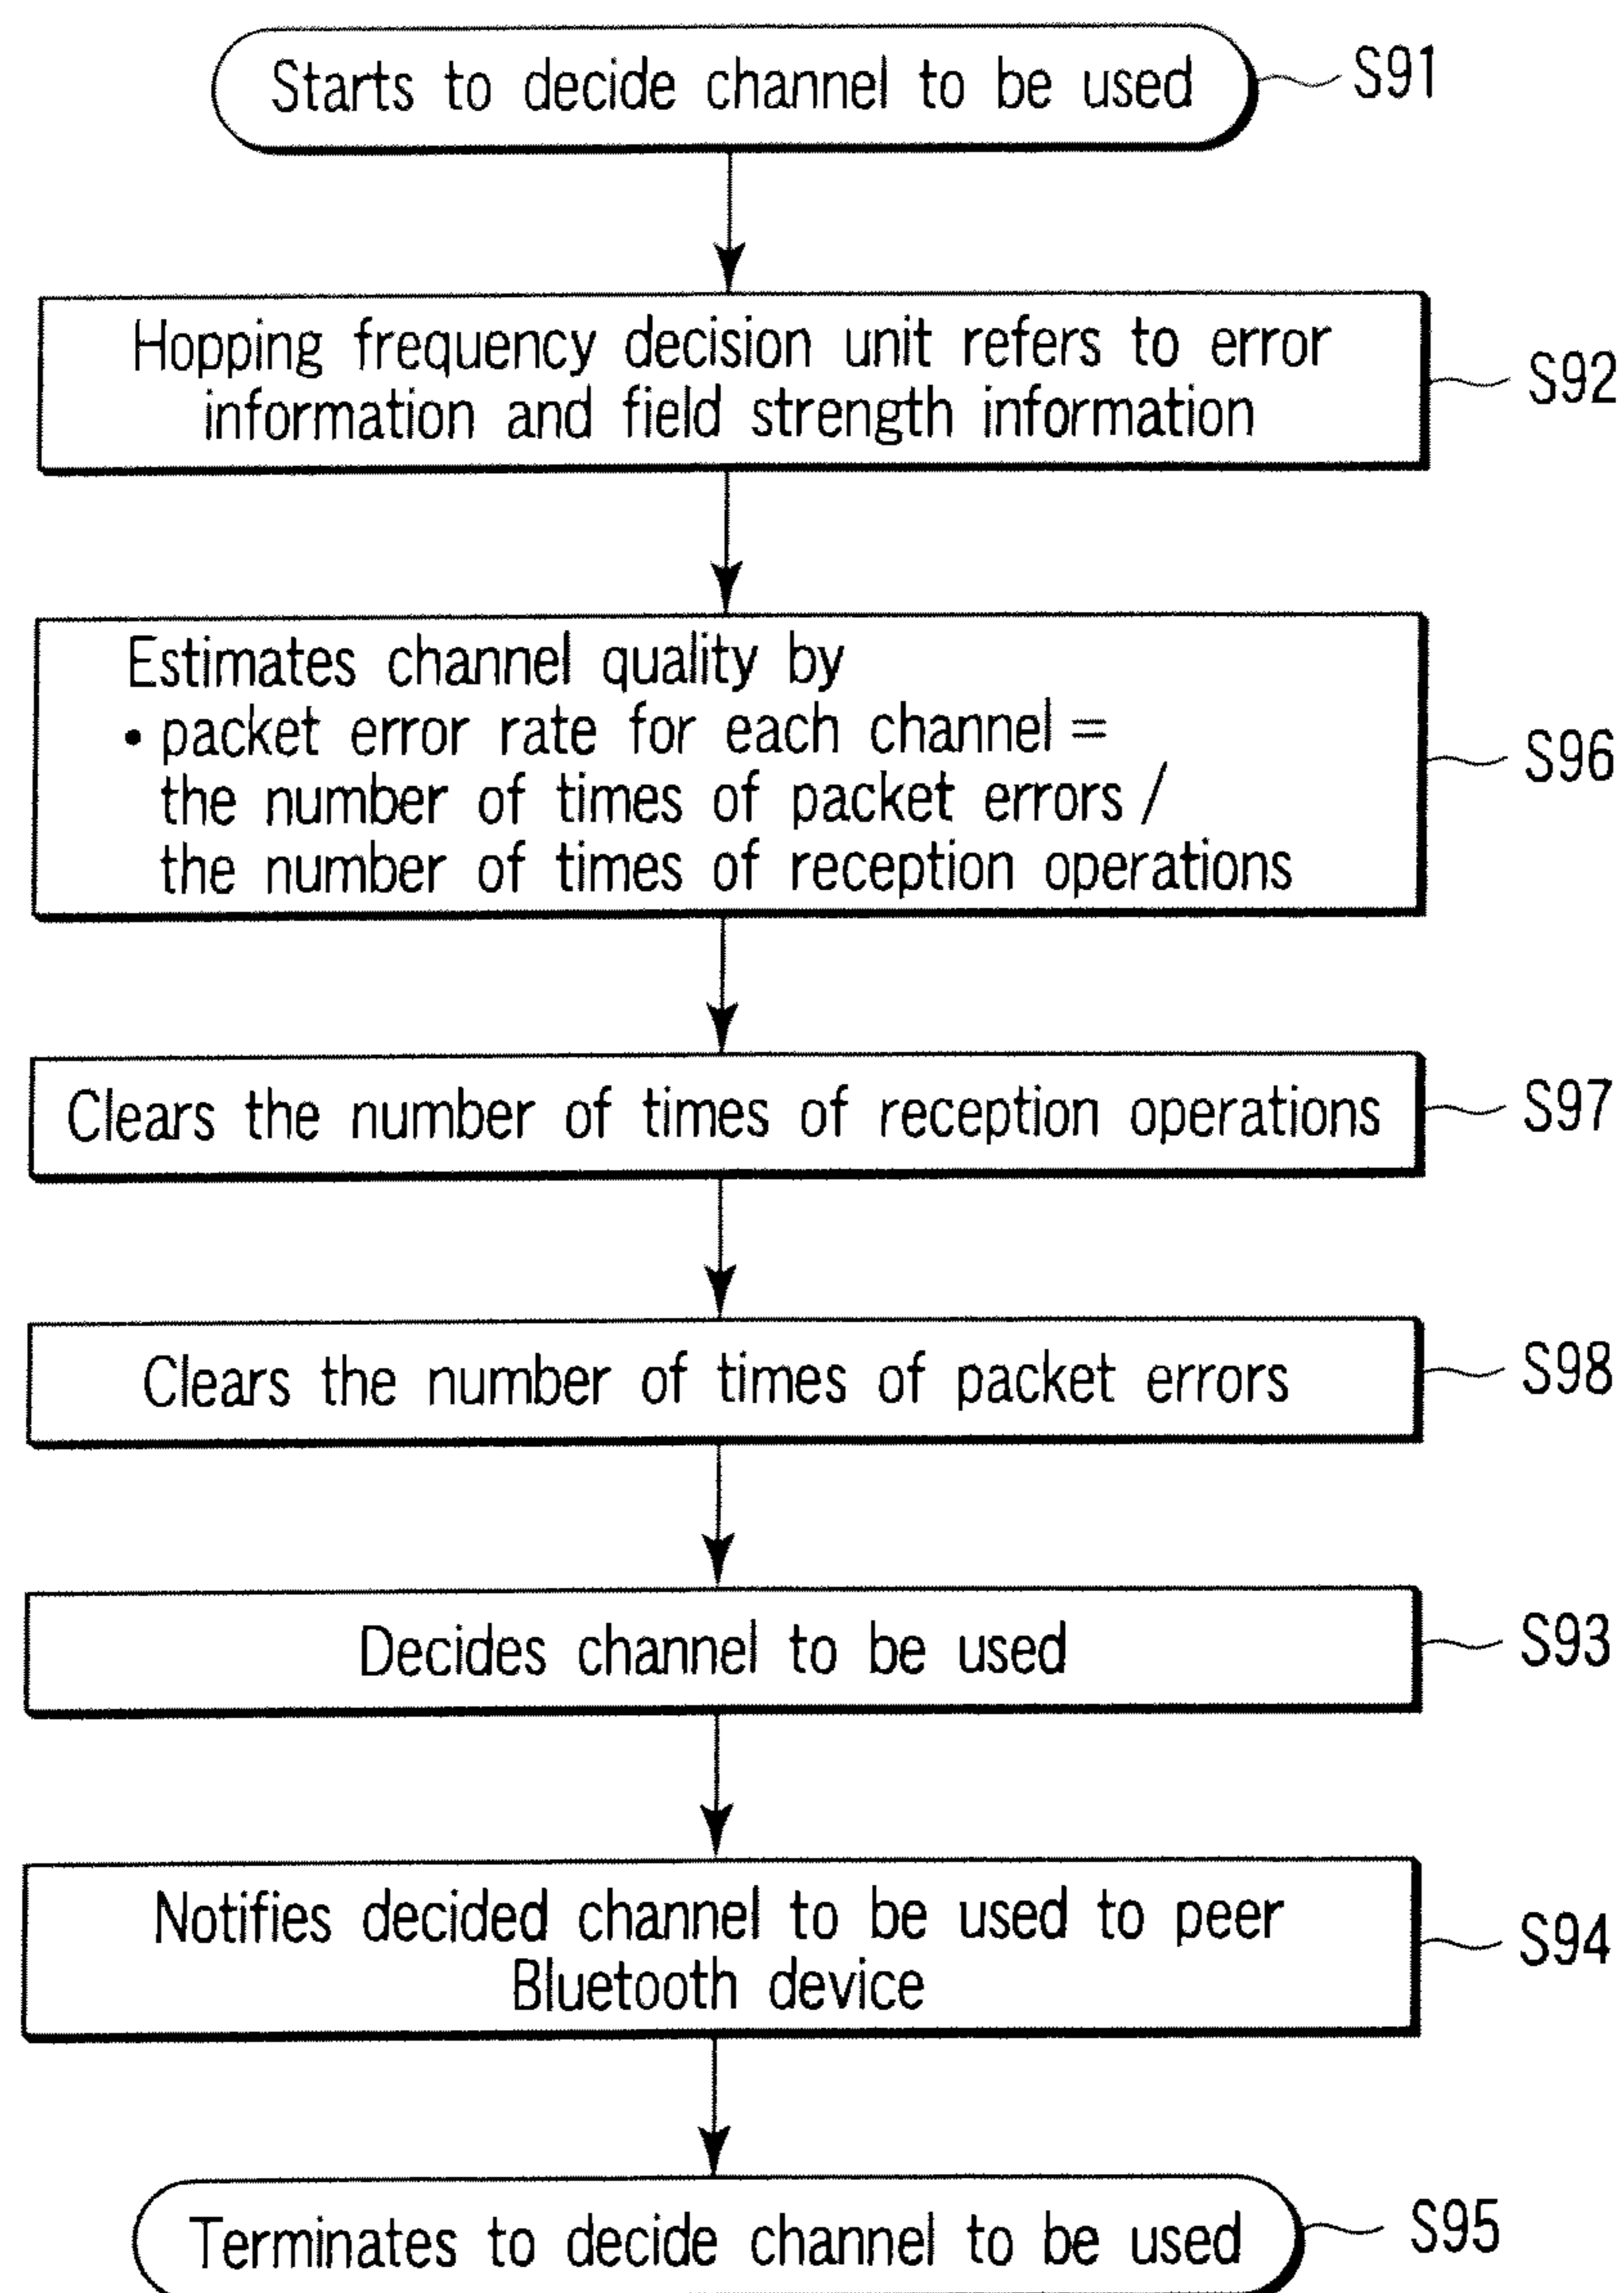 Starts to decide channel to be used
S91
Hopping frequency decision unit refers to error
information and field strength information
S92
Estimates channel quality by
• packet error rate for each channel =
the number of times of packet errors /
the number of times of reception operations
S96
Clears the number of times of reception operations
S97
Clears the number of times of packet errors
S98
Decides channel to be used
S93
Notifies decided channel to be used to peer
Bluetooth device
S94
Terminates to decide channel to be used
S95